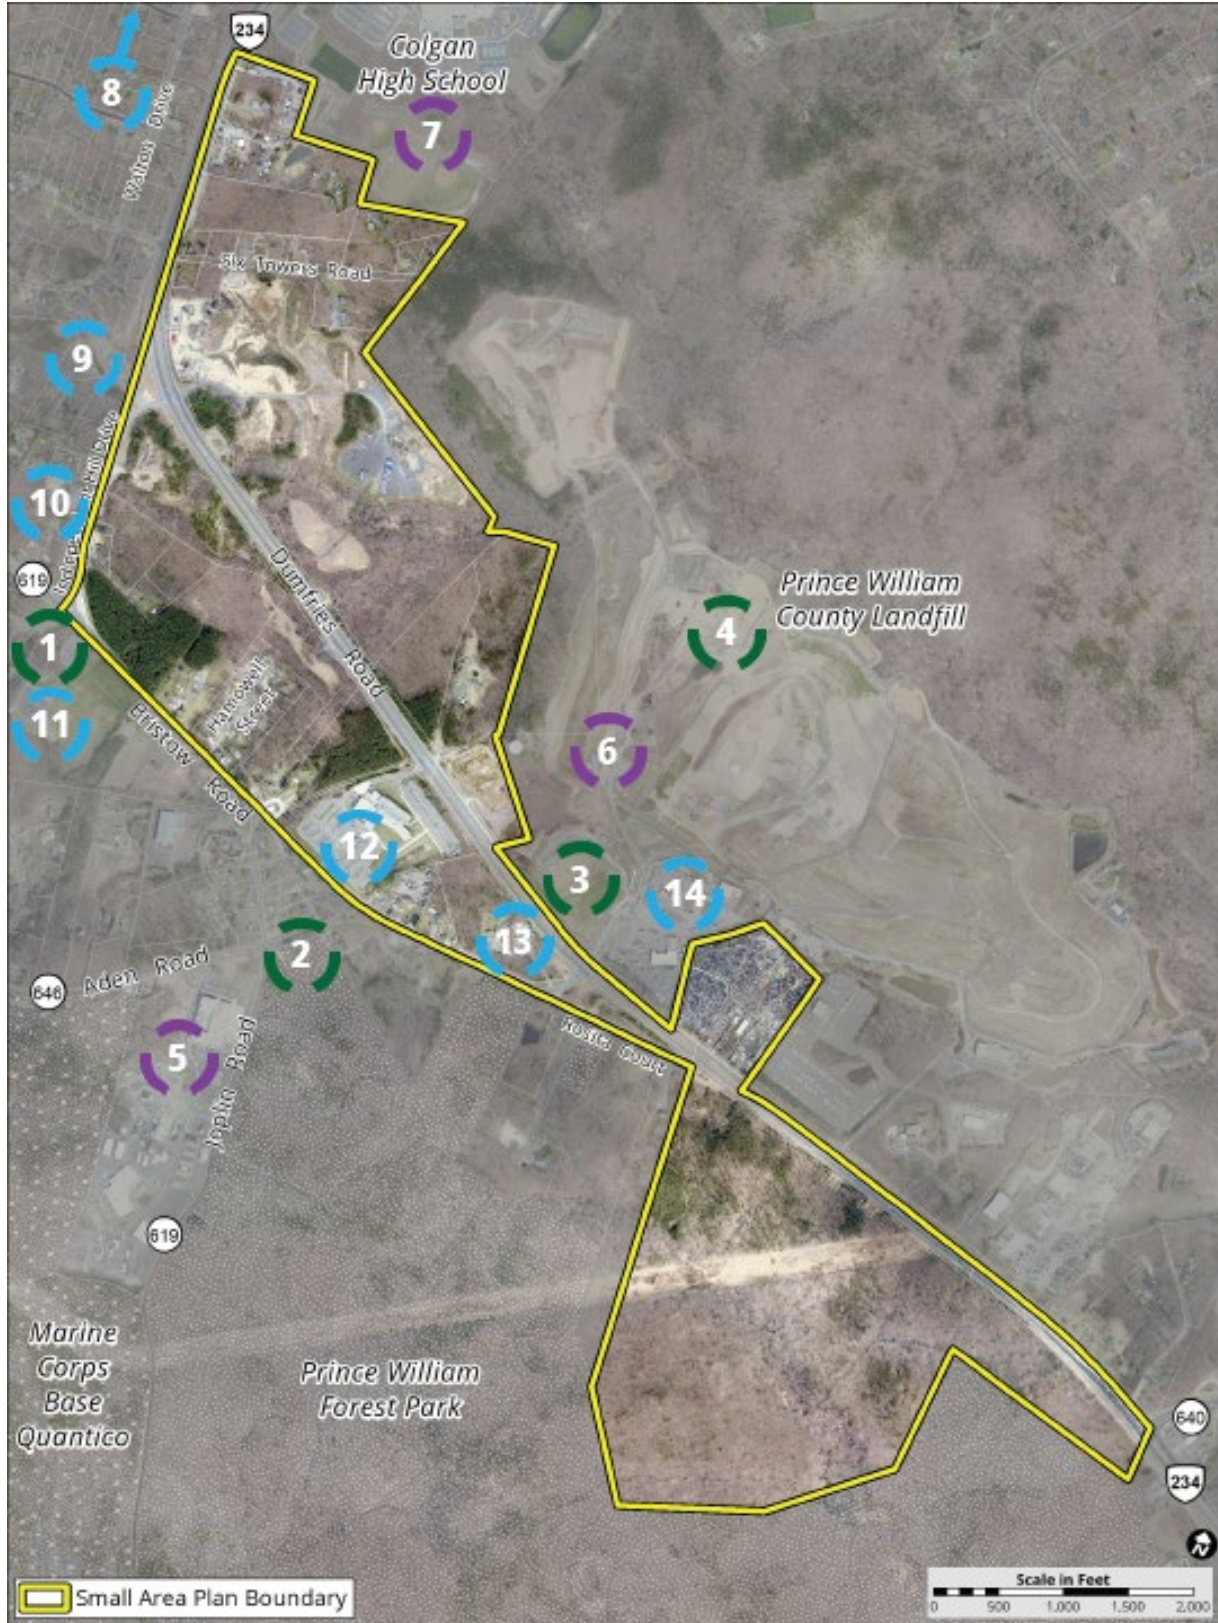 234
Colgan
High School
8
7
Walton Drive
Six Towers Road
9
10
619
Prince William
County Landfill
Dumfries Road
1
4
11
Hamowell
Street
Bristow Road
6
12
3
14
13
2
Aden Road
646
Rosita Court
5
Joplin Road
619
Marine
Corps
Base
Quantico
Prince William
Forest Park
640
234
N
Small Area Plan Boundary
Scale in Feet
0 500 1,000 1,500 2,000